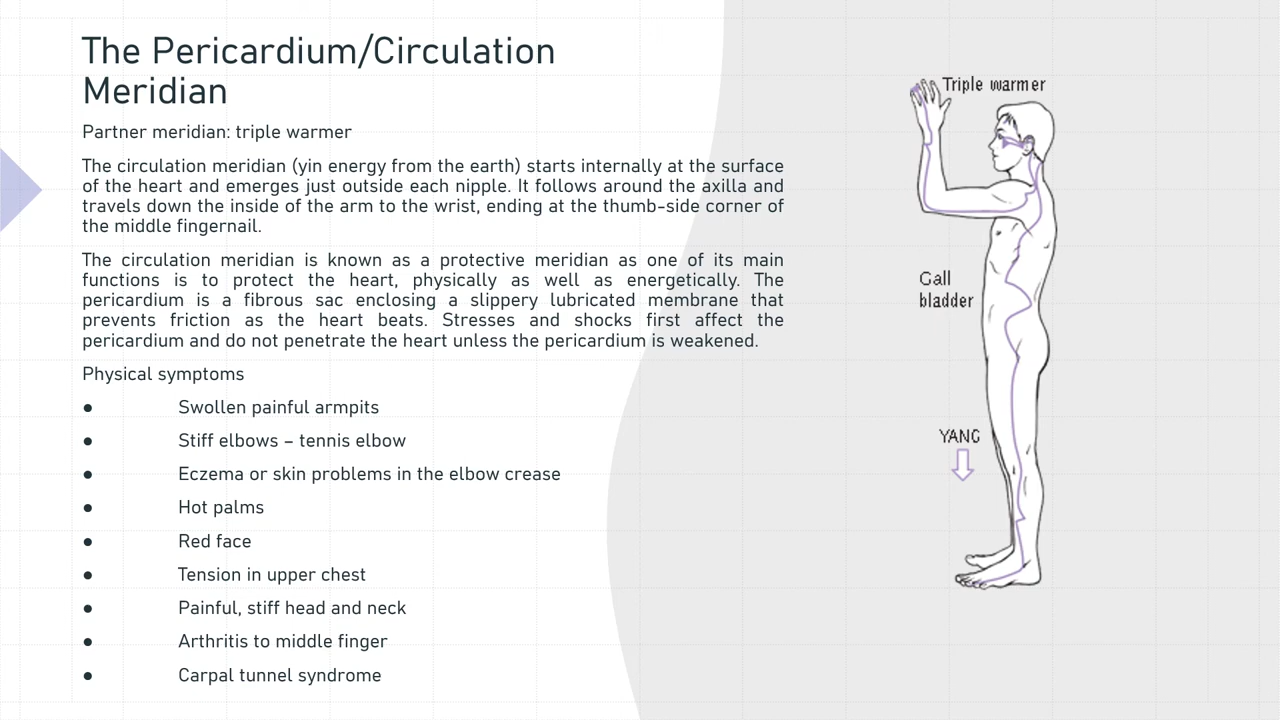 The Pericardium/Circulation
Meridian
Partner meridian: triple warmer
The circulation meridian (yin energy from the earth) starts internally at the surface
of the heart and emerges just outside each nipple. It follows around the axilla and
travels down the inside of the arm to the wrist, ending at the thumb-side corner of
the middle fingernail.
The circulation meridian is known as a protective meridian as one of its main
functions is to protect the heart, physically as well as energetically. The
pericardium is a fibrous sac enclosing a slippery lubricated membrane that
prevents friction as the heart beats. Stresses and shocks first affect the
pericardium and do not penetrate the heart unless the pericardium is weakened.
Physical symptoms
● Swollen painful armpits
● Stiff elbows – tennis elbow
● Eczema or skin problems in the elbow crease
● Hot palms
● Red face
● Tension in upper chest
● Painful, stiff head and neck
● Arthritis to middle finger
● Carpal tunnel syndrome
Triple warmer
Gall
bladder
YANG